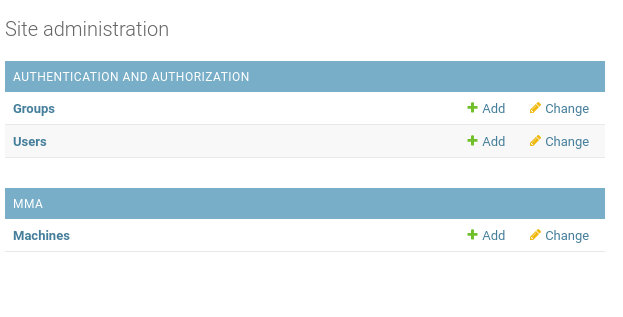 Site administration
AUTHENTICATION AND AUTHORIZATION
Groups Add Change
Users Add Change
MMA
Machines Add Change